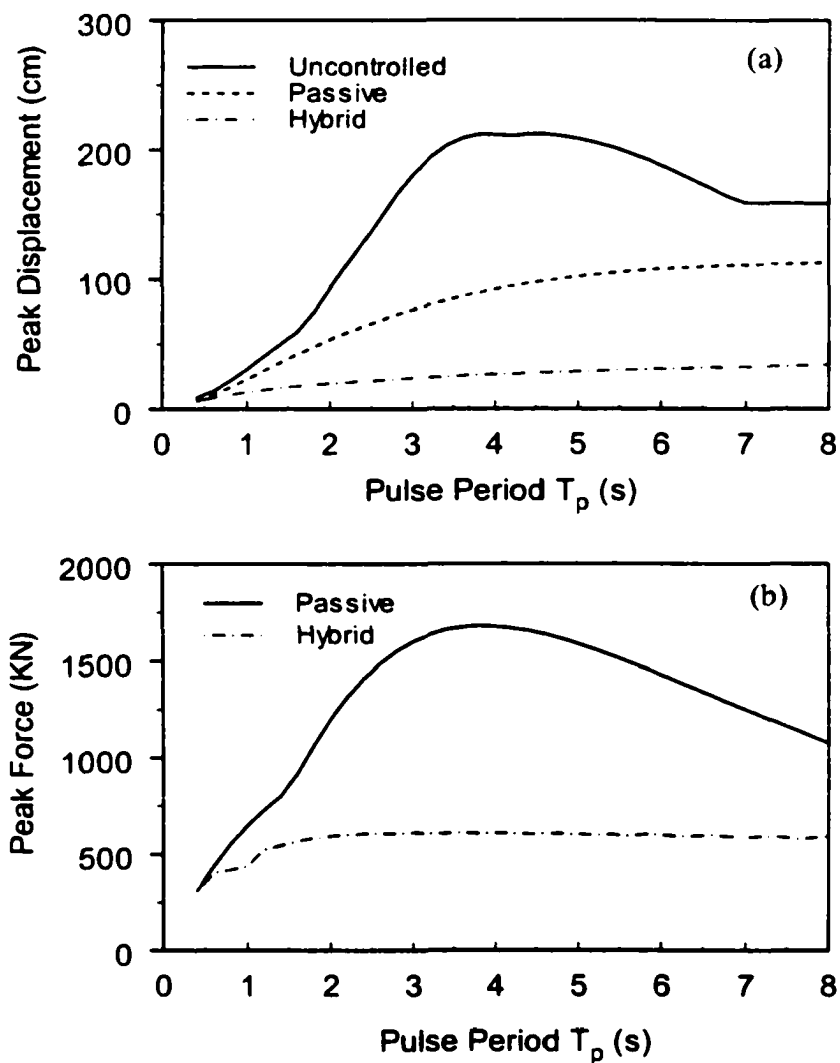 300
(a)
Uncontrolled
Passive
Hybrid
200
100
0
Peak Displacement (cm)
0 1 2 3 4 5 6 7 8
Pulse Period Tp (s)
2000
(b)
Passive
Hybrid
1500
1000
500
0
Peak Force (KN)
0 1 2 3 4 5 6 7 8
Pulse Period Tp (s)